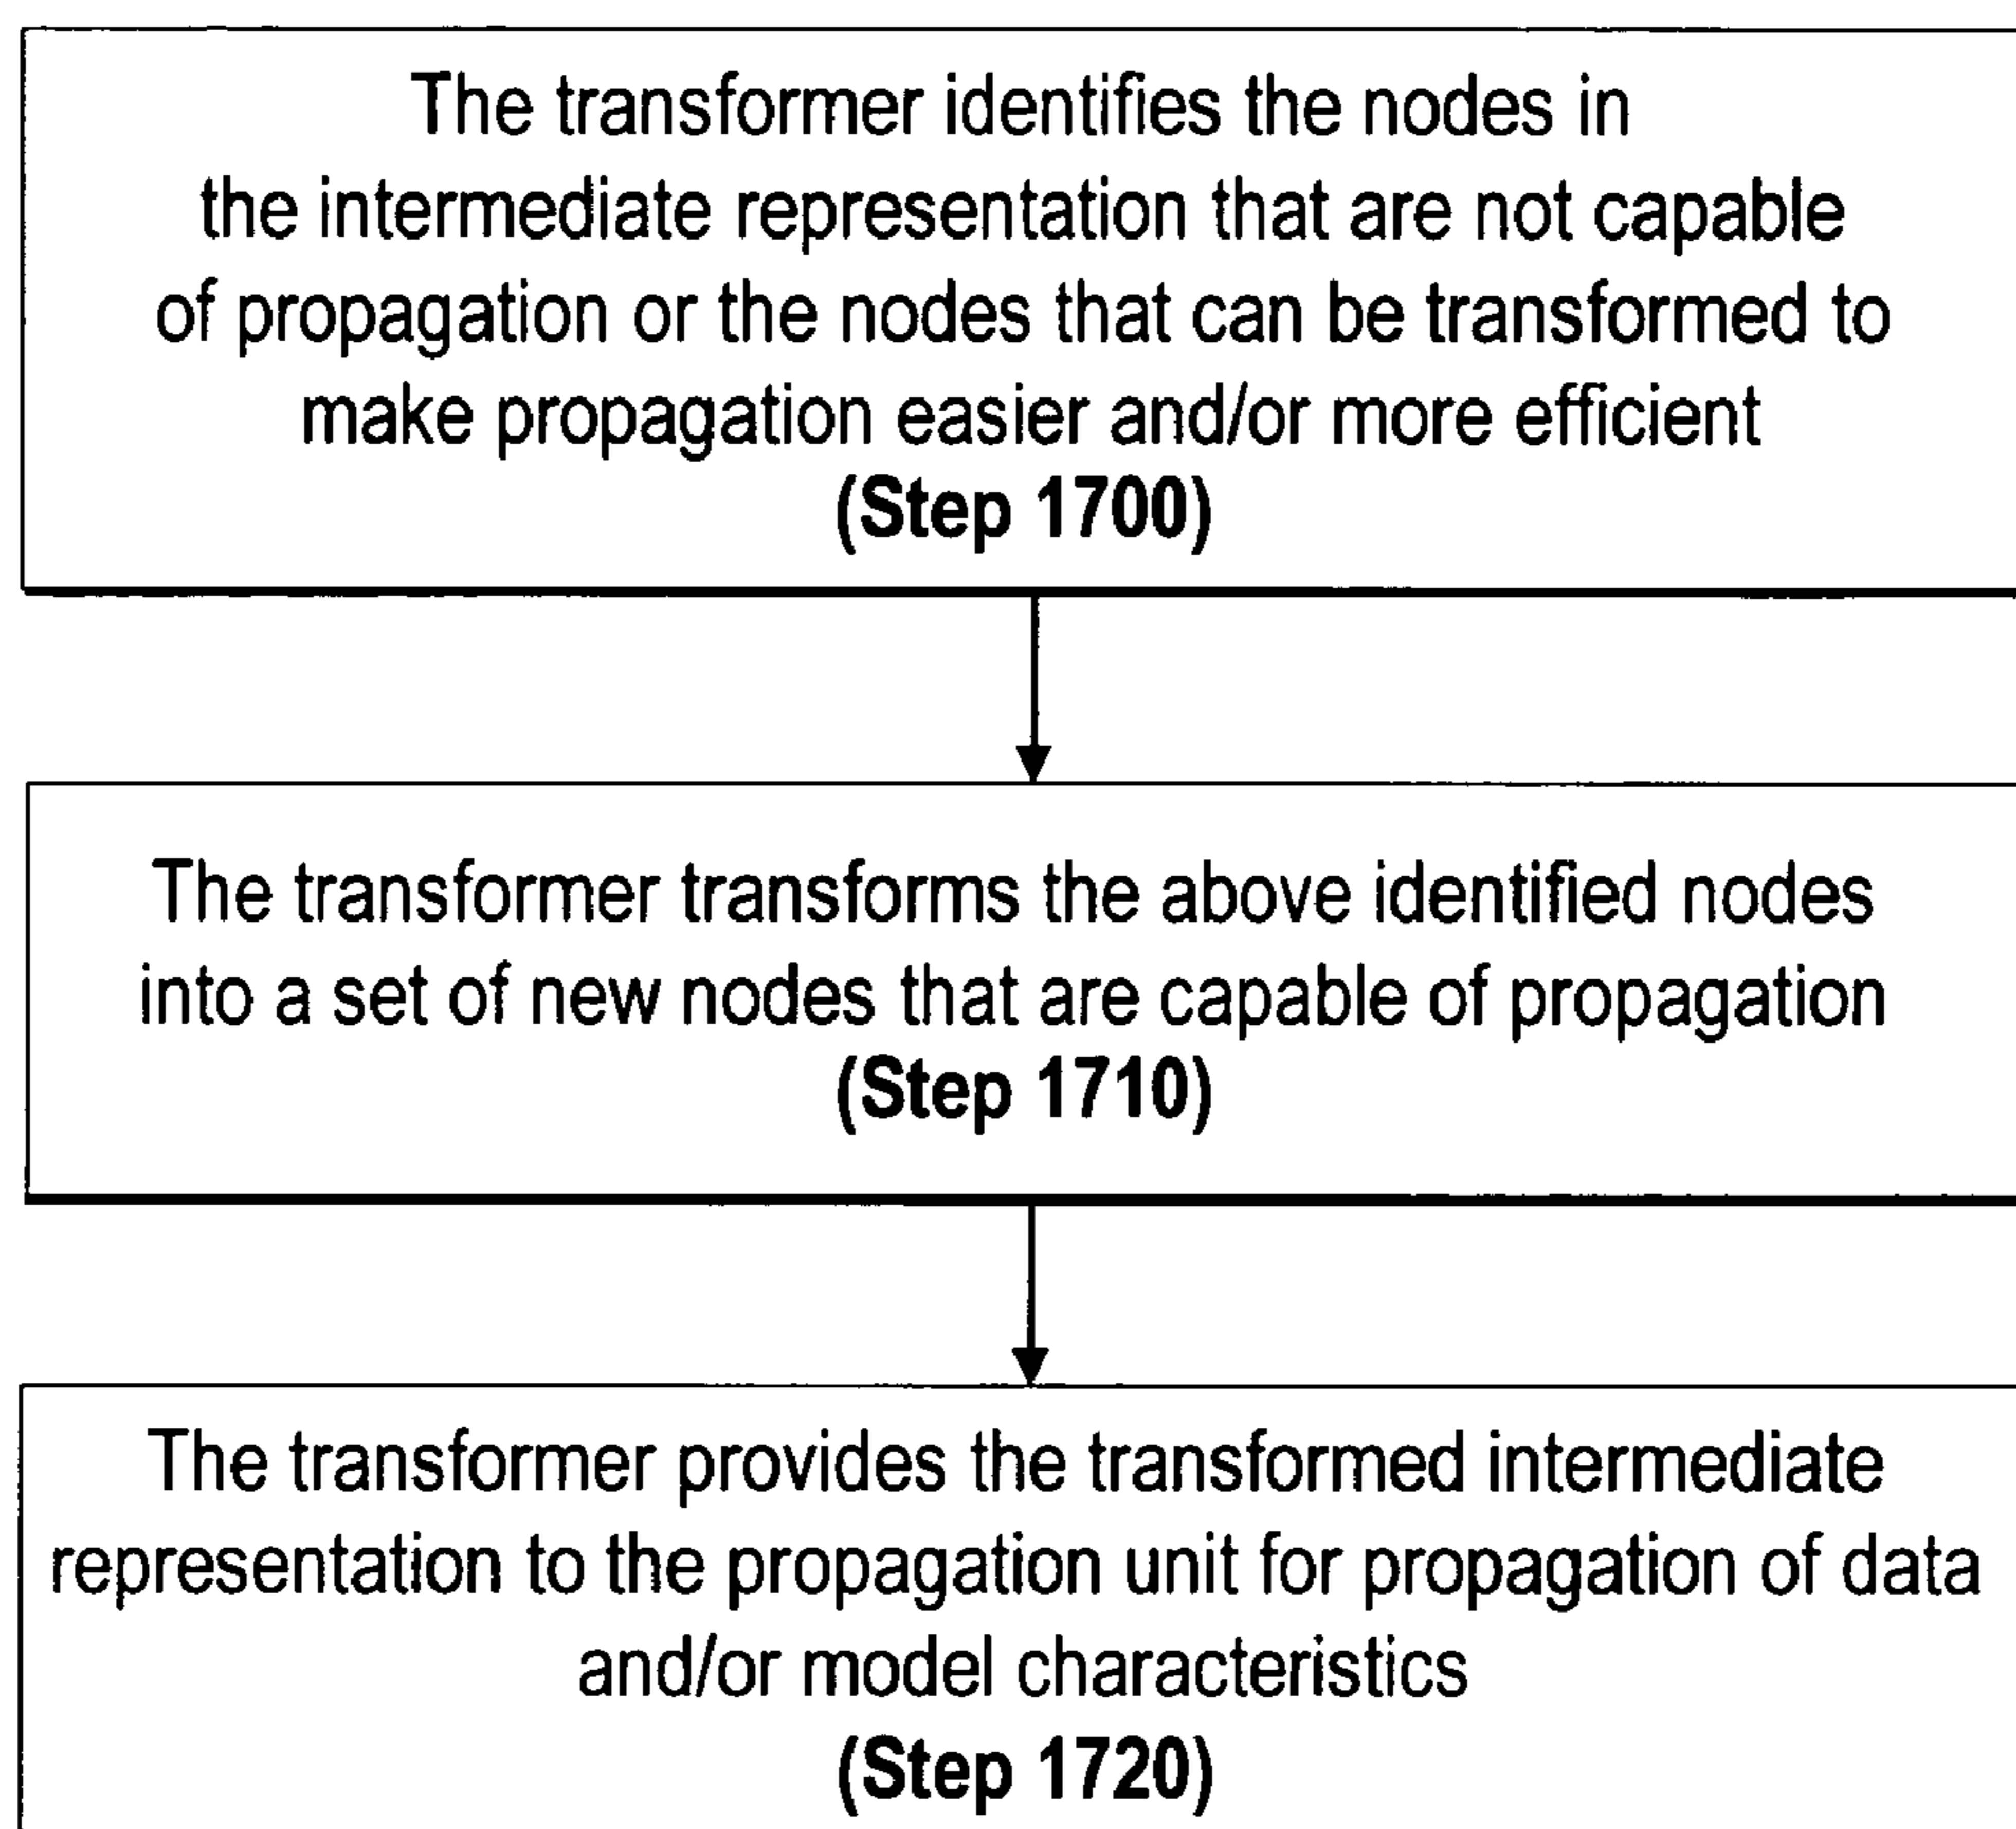 The transformer identifies the nodes in
the intermediate representation that are not capable
of propagation or the nodes that can be transformed to
make propagation easier and/or more efficient
(Step 1700)
The transformer transforms the above identified nodes
into a set of new nodes that are capable of propagation
(Step 1710)
The transformer provides the transformed intermediate
representation to the propagation unit for propagation of data
and/or model characteristics
(Step 1720)